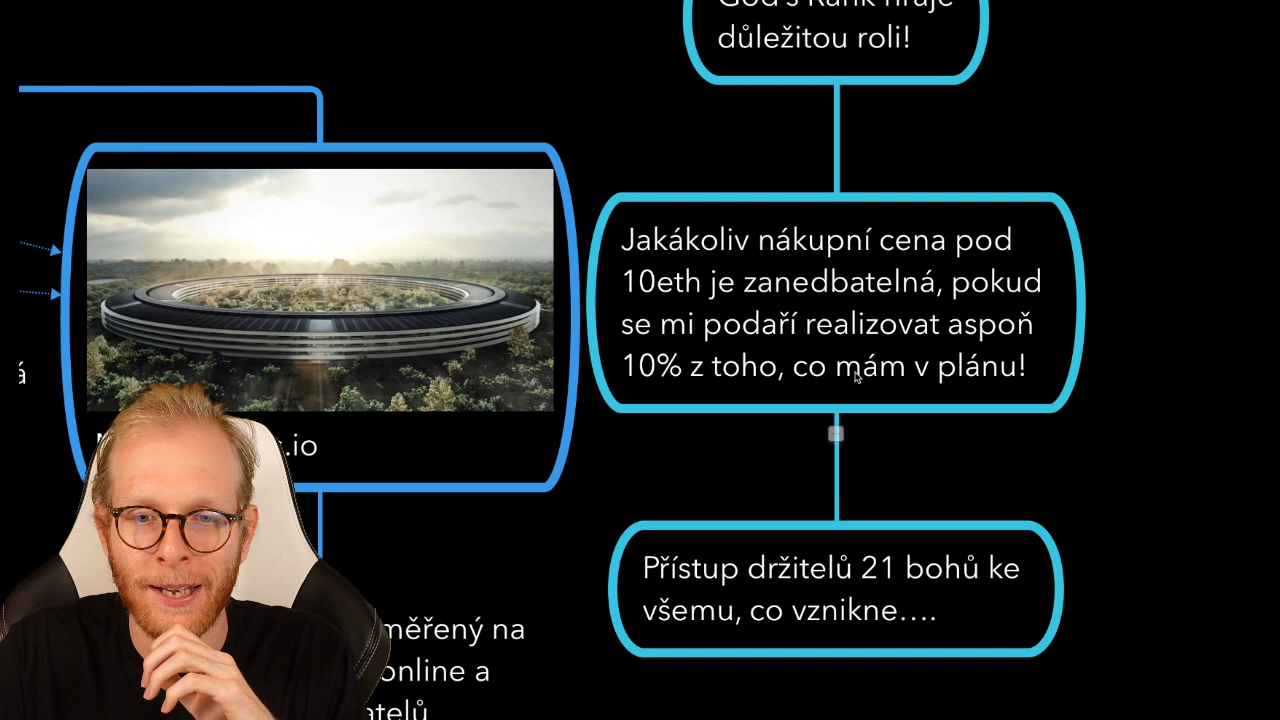 důležitou roli!
Jakákoliv nákupní cena pod
10eth je zanedbatelná, pokud
se mi podaří realizovat aspoň
10% z toho, co mám v plánu!
.io
Přístup držitelů 21 bohů ke
všemu, co vznikne....
měřený na
online a